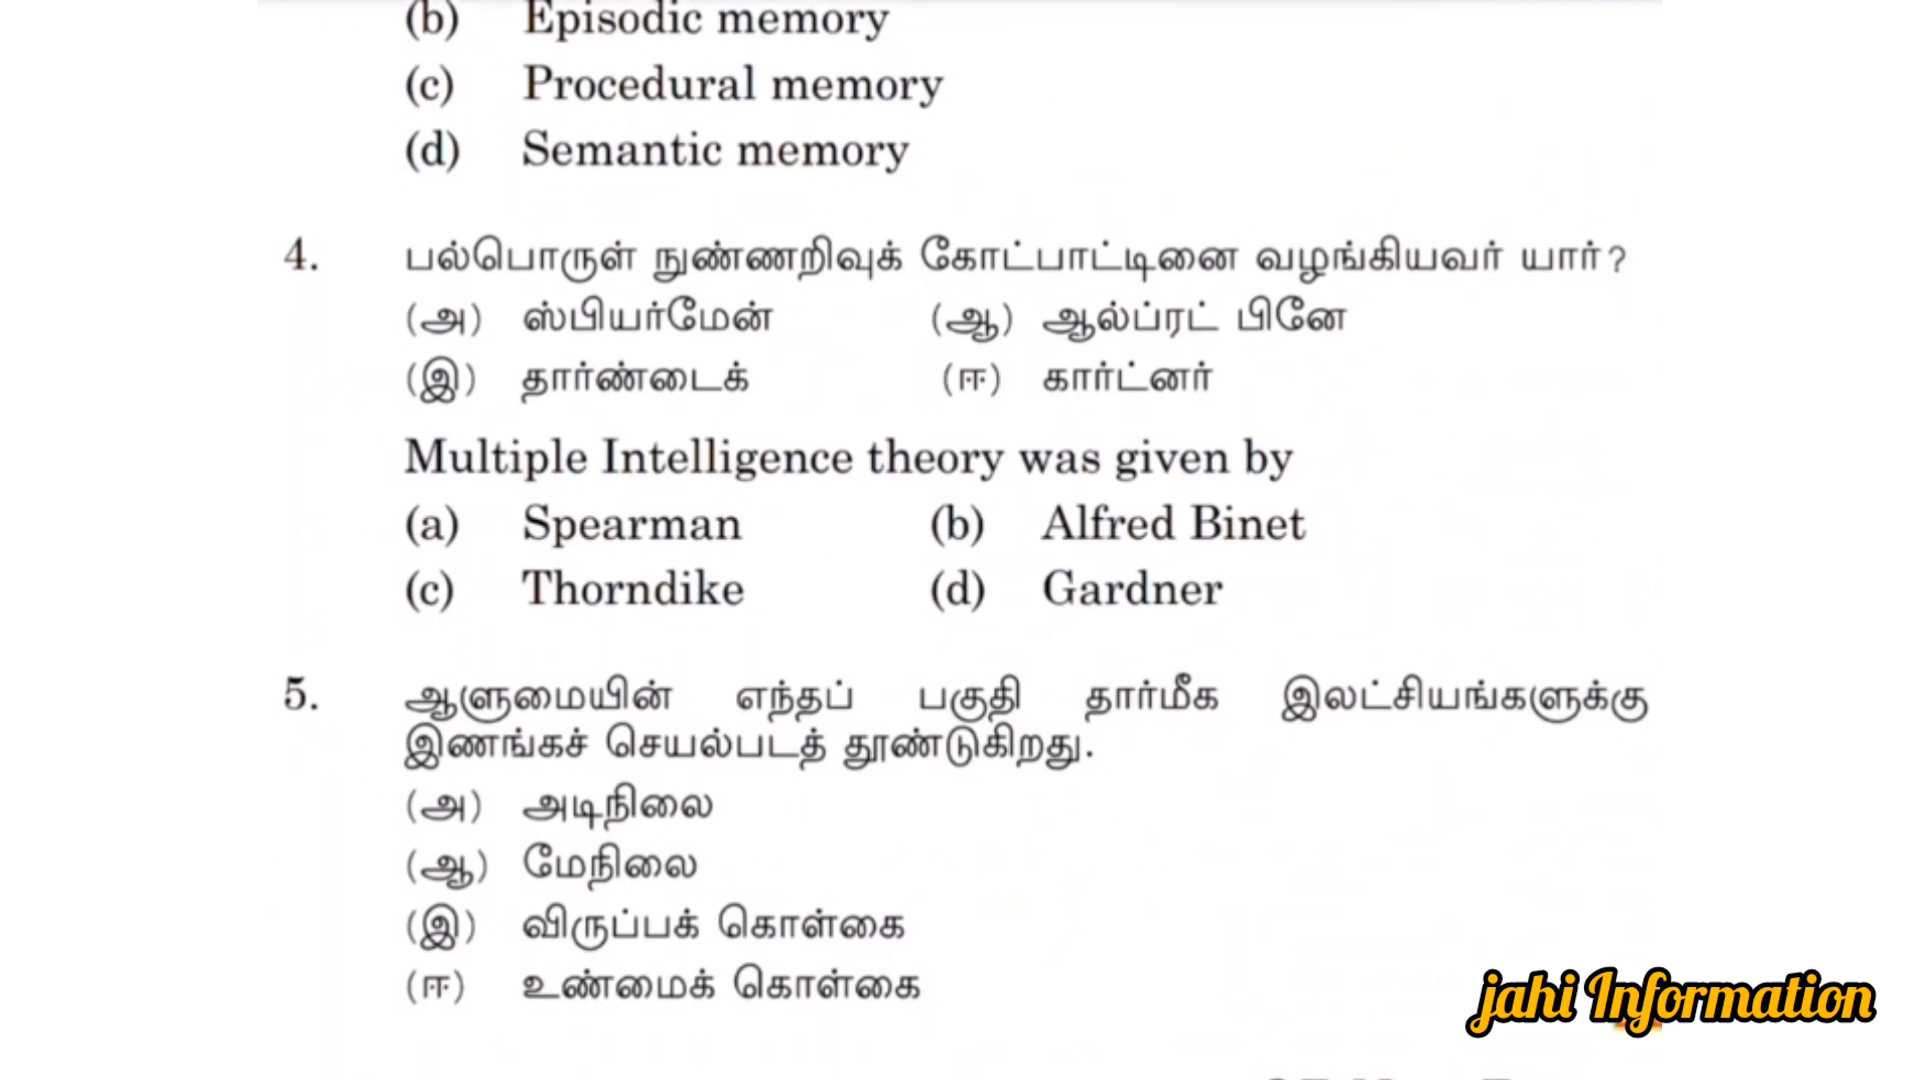 (b) Episodic memory
(c) Procedural memory
(d) Semantic memory
4. பல்பொருள் நுண்ணறிவுக் கோட்பாட்டினை வழங்கியவர் யார்?
(அ) ஸ்பியர்மேன் (ஆ) ஆல்ப்ரட் பினே
(இ) தார்ண்டைக் (ஈ) கார்ட்னர்
Multiple Intelligence theory was given by
(a) Spearman (b) Alfred Binet
(c) Thorndike (d) Gardner
5. ஆளுமையின் எந்தப் பகுதி தார்மீக இலட்சியங்களுக்கு
இணங்கச் செயல்படத் தூண்டுகிறது.
(அ) அடிநிலை
(ஆ) மேநிலை
(இ) விருப்பக் கொள்கை
(ஈ) உண்மைக் கொள்கை
jahi Information